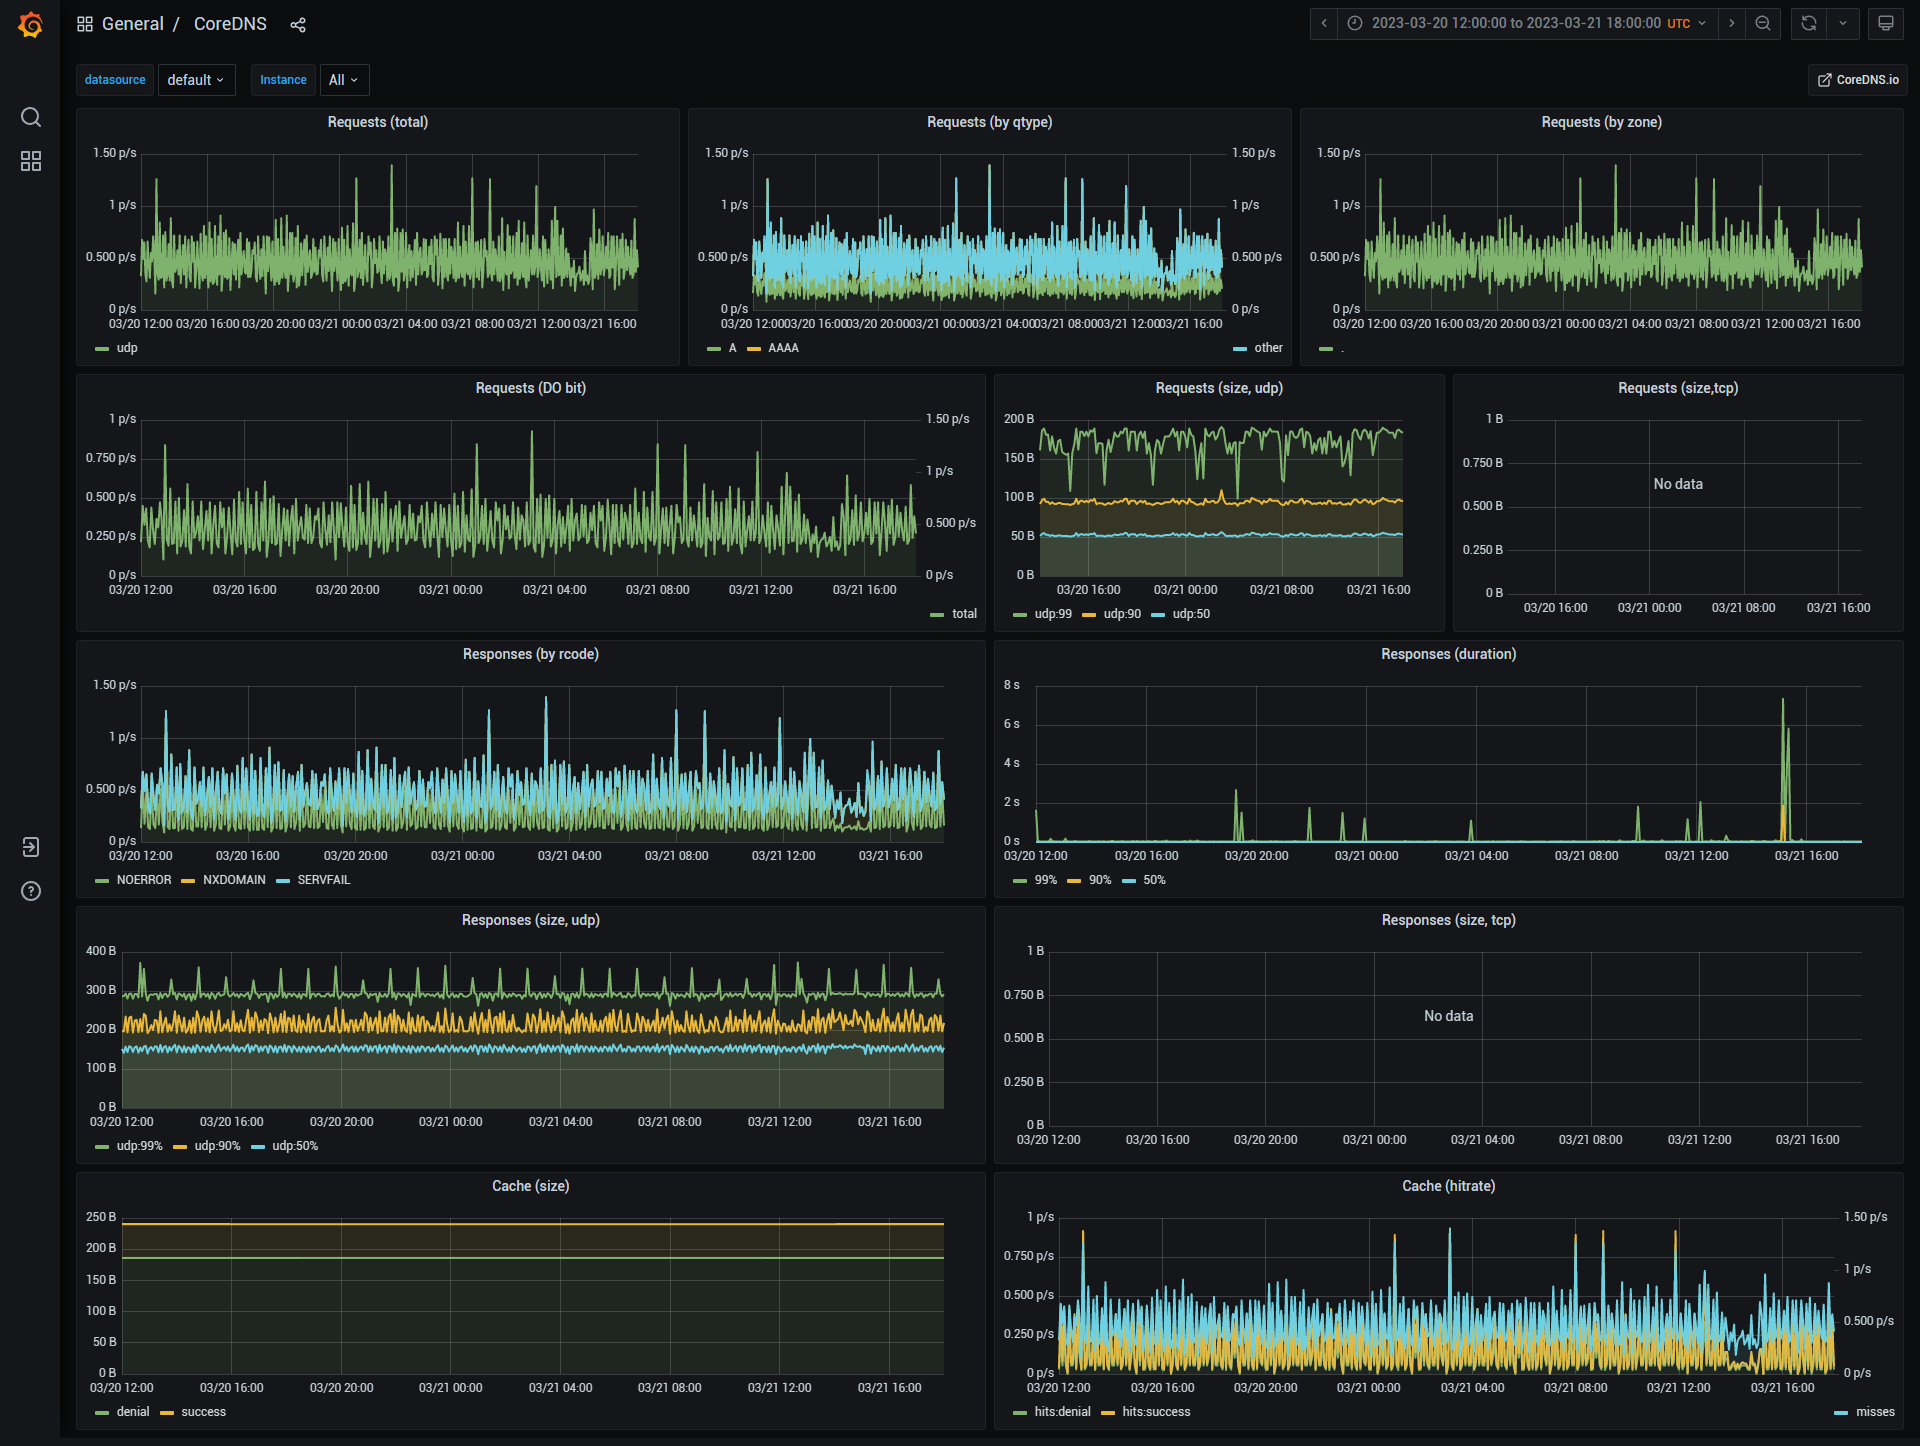 General / CoreDNS
2023-03-20 12:00:00 to 2023-03-21 18:00:00 UTC
datasource default Instance All CoreDNS.io
Requests (total)
1.50 p/s
1 p/s
0.500 p/s
0 p/s
03/20 12:00 03/20 16:00 03/20 20:00 03/21 00:00 03/21 04:00 03/21 08:00 03/21 12:00 03/21 16:00
udp
Requests (by qtype)
1.50 p/s 1.50 p/s
1 p/s 1 p/s
0.500 p/s 0.500 p/s
0 p/s 0 p/s
03/20 12:00 03/20 16:00 03/20 20:00 03/21 00:00 03/21 04:00 03/21 08:00 03/21 12:00 03/21 16:00
A AAAA other
Requests (by zone)
1.50 p/s
1 p/s
0.500 p/s
0 p/s
03/20 12:00 03/20 16:00 03/20 20:00 03/21 00:00 03/21 04:00 03/21 08:00 03/21 12:00 03/21 16:00
.
Requests (DO bit)
1 p/s 1.50 p/s
0.750 p/s
1 p/s
0.500 p/s
0.500 p/s
0.250 p/s
0 p/s 0 p/s
03/20 12:00 03/20 16:00 03/20 20:00 03/21 00:00 03/21 04:00 03/21 08:00 03/21 12:00 03/21 16:00
total
Requests (size, udp)
200 B
150 B
100 B
50 B
0 B
03/20 16:00 03/21 00:00 03/21 08:00 03/21 16:00
udp:99 udp:90 udp:50
Requests (size,tcp)
1 B
0.750 B
No data
0.500 B
0.250 B
0 B
03/20 16:00 03/21 00:00 03/21 08:00 03/21 16:00
Responses (by rcode)
1.50 p/s
1 p/s
0.500 p/s
0 p/s
03/20 12:00 03/20 16:00 03/20 20:00 03/21 00:00 03/21 04:00 03/21 08:00 03/21 12:00 03/21 16:00
NOERROR NXDOMAIN SERVFAIL
Responses (duration)
8 s
6 s
4 s
2 s
0 s
03/20 12:00 03/20 16:00 03/20 20:00 03/21 00:00 03/21 04:00 03/21 08:00 03/21 12:00 03/21 16:00
99% 90% 50%
Responses (size, udp)
400 B
300 B
200 B
100 B
0 B
03/20 12:00 03/20 16:00 03/20 20:00 03/21 00:00 03/21 04:00 03/21 08:00 03/21 12:00 03/21 16:00
udp:99% udp:90% udp:50%
Responses (size, tcp)
1 B
0.750 B
No data
0.500 B
0.250 B
0 B
03/20 12:00 03/20 16:00 03/20 20:00 03/21 00:00 03/21 04:00 03/21 08:00 03/21 12:00 03/21 16:00
Cache (size)
250 B
200 B
150 B
100 B
50 B
0 B
03/20 12:00 03/20 16:00 03/20 20:00 03/21 00:00 03/21 04:00 03/21 08:00 03/21 12:00 03/21 16:00
denial success
Cache (hitrate)
1 p/s 1.50 p/s
0.750 p/s
1 p/s
0.500 p/s
0.500 p/s
0.250 p/s
0 p/s 0 p/s
03/20 12:00 03/20 16:00 03/20 20:00 03/21 00:00 03/21 04:00 03/21 08:00 03/21 12:00 03/21 16:00
hits:denial hits:success misses